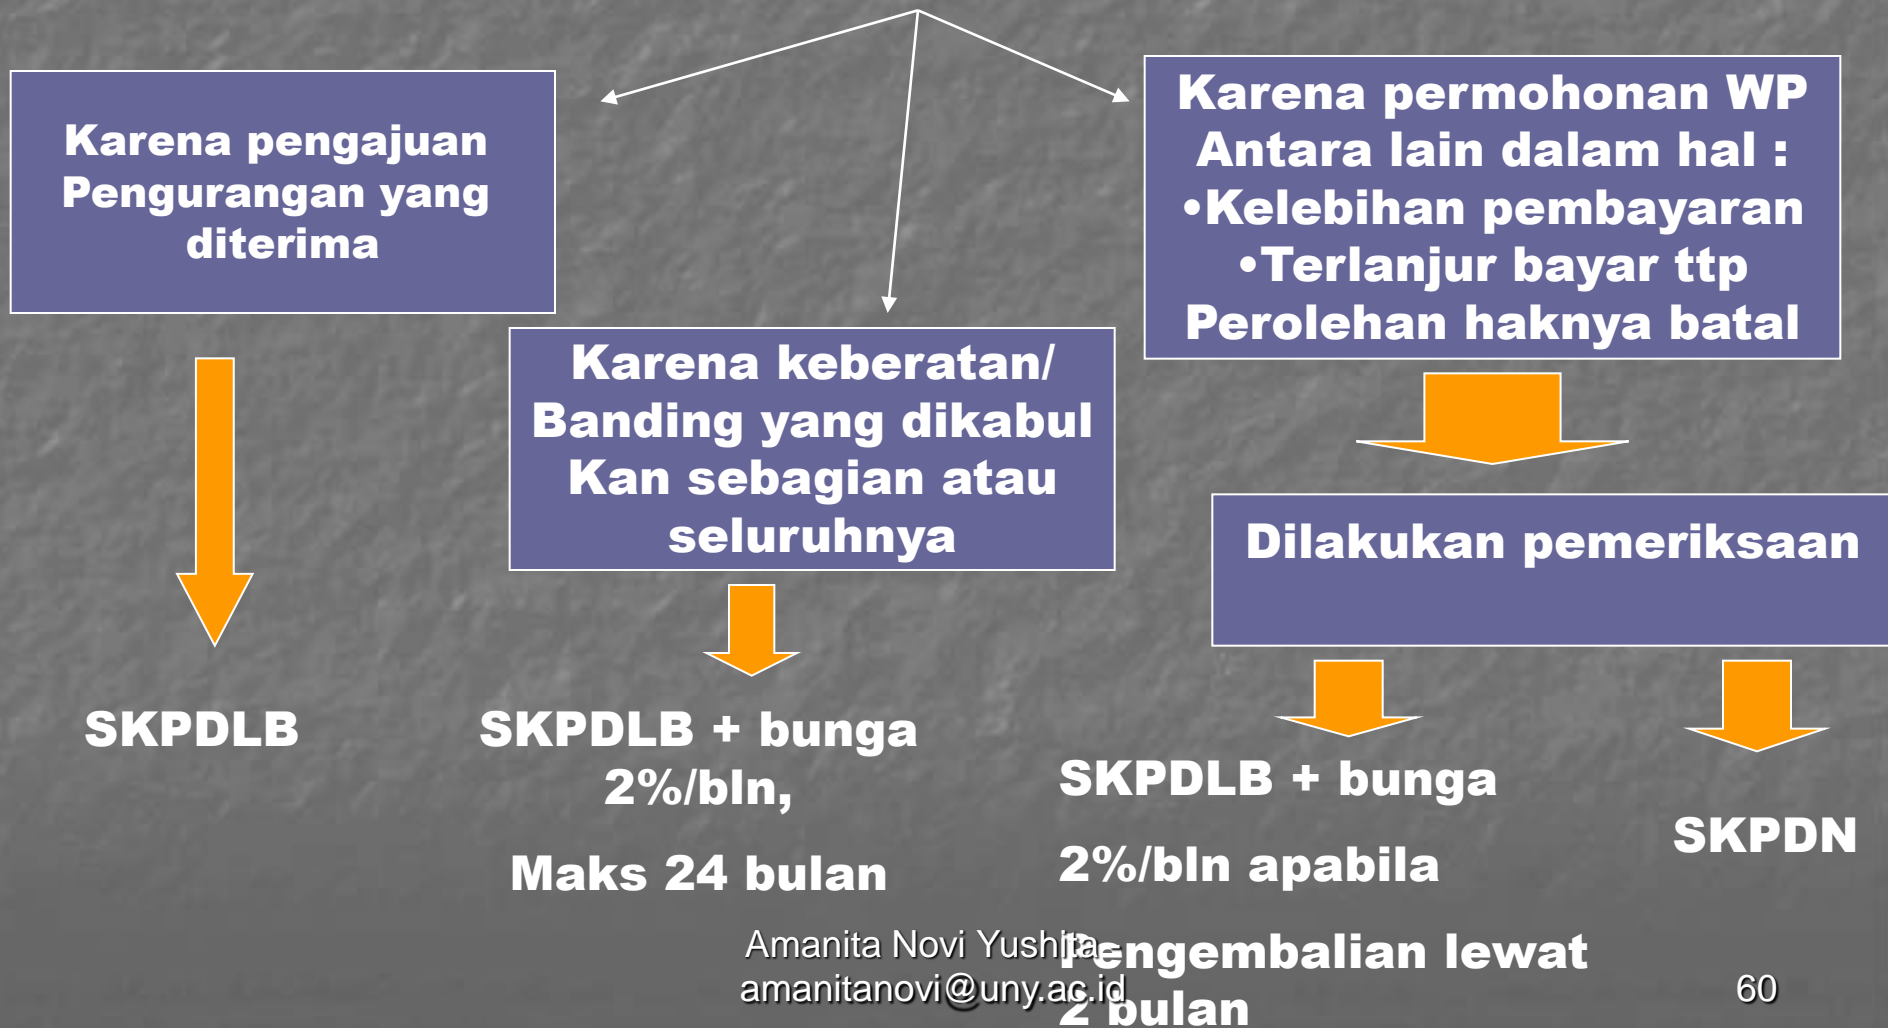 Karena pengajuan
Pengurangan yang
diterima
Karena keberatan/
Banding yang dikabul
Kan sebagian atau
seluruhnya
Karena permohonan WP
Antara lain dalam hal :
•Kelebihan pembayaran
•Terlanjur bayar ttp
Perolehan haknya batal
Dilakukan pemeriksaan
SKPDLB
SKPDLB + bunga
2%/bln,
Maks 24 bulan
SKPDLB + bunga
2%/bln apabila
Pengembalian lewat
2 bulan
SKPDN
Amanita Novi Yushita-
amanitanovi@uny.ac.id
60